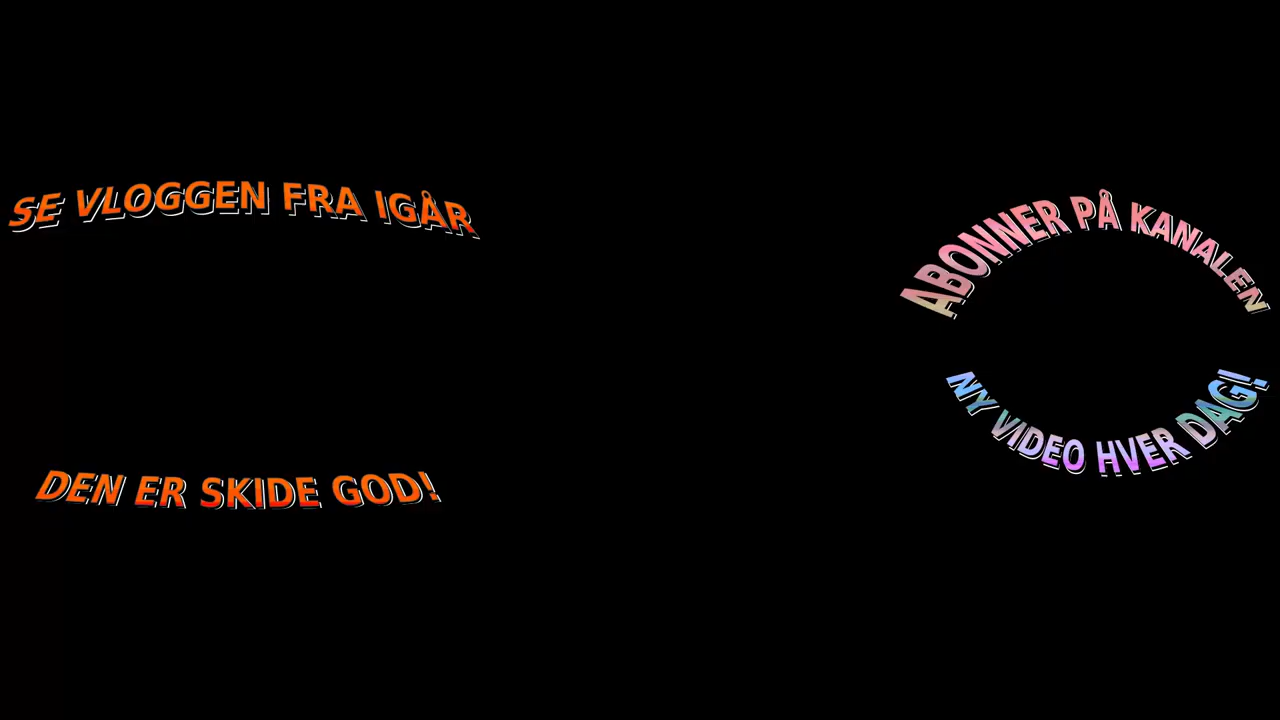 SE VLOGGEN FRA IGÅR
DEN ER SKIDE GOD!
ABONNER PÅ KANALEN
NY VIDEO HVER DAG!